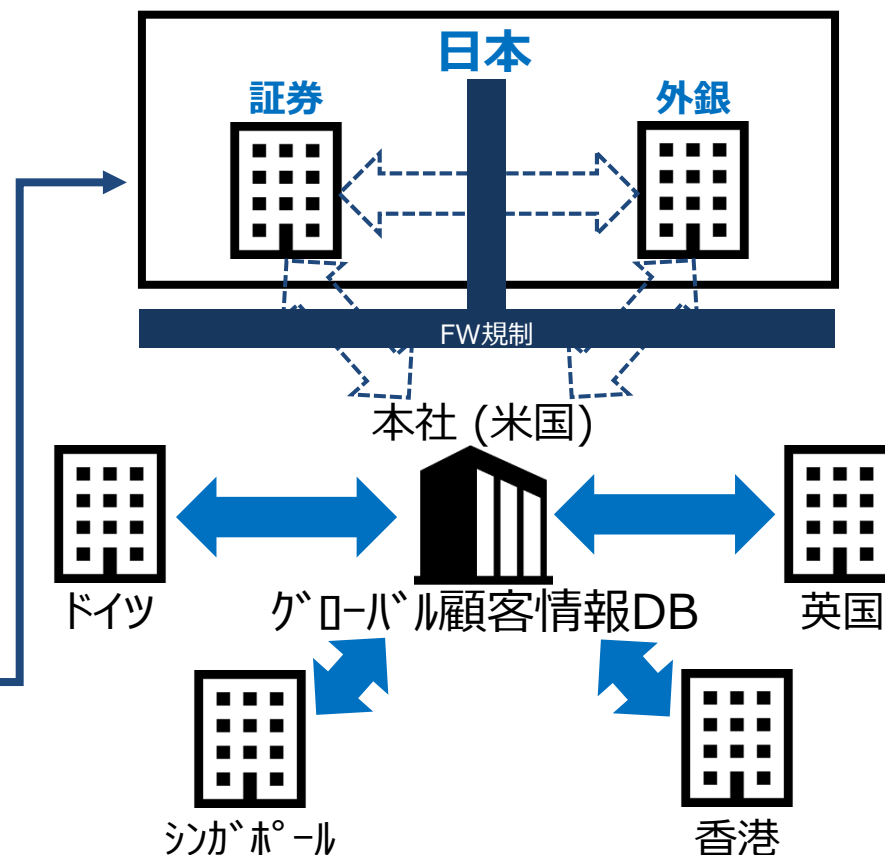 日本
証券
外銀
FW規制
本社 (米国)
ドイツ
グローバル顧客情報DB
英国
シンガポール
香港